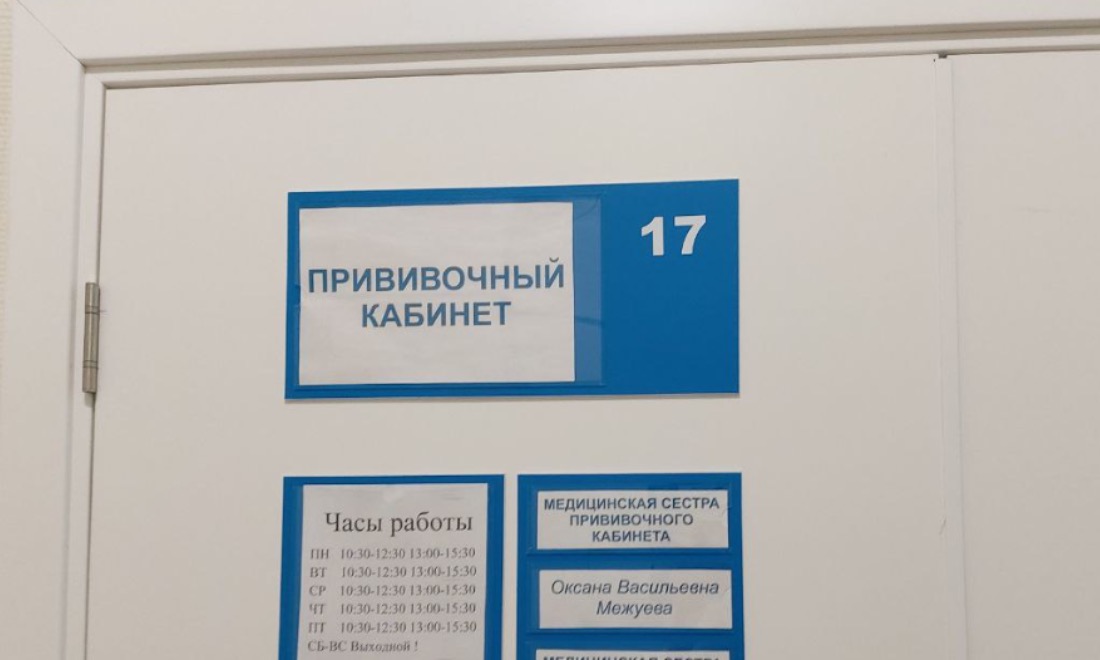 ПРИВИВОЧНЫЙ
КАБИНЕТ
17
Часы работы
ПН 10:30-12:30 13:00-15:30
ВТ 10:30-12:30 13:00-15:30
СР 10:30-12:30 13:00-15:30
ЧТ 10:30-12:30 13:00-15:30
ПТ 10:30-12:30 13:00-15:30
СБ-ВС Выходной !
МЕДИЦИНСКАЯ СЕСТРА
ПРИВИВОЧНОГО
КАБИНЕТА
Оксана Васильевна
Межуева
МЕДИЦИНСКАЯ СЕСТРА